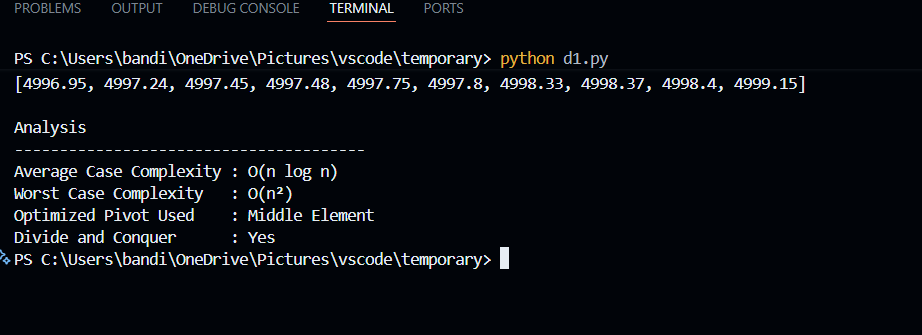 PROBLEMS OUTPUT DEBUG CONSOLE TERMINAL PORTS
PS C:\Users\bandi\OneDrive\Pictures\vscode\temporary> python d1.py
[4996.95, 4997.24, 4997.45, 4997.48, 4997.75, 4997.8, 4998.33, 4998.37, 4998.4, 4999.15]
Analysis
----------------------------------------
Average Case Complexity : O(n log n)
Worst Case Complexity : O(n²)
Optimized Pivot Used : Middle Element
Divide and Conquer : Yes
PS C:\Users\bandi\OneDrive\Pictures\vscode\temporary>